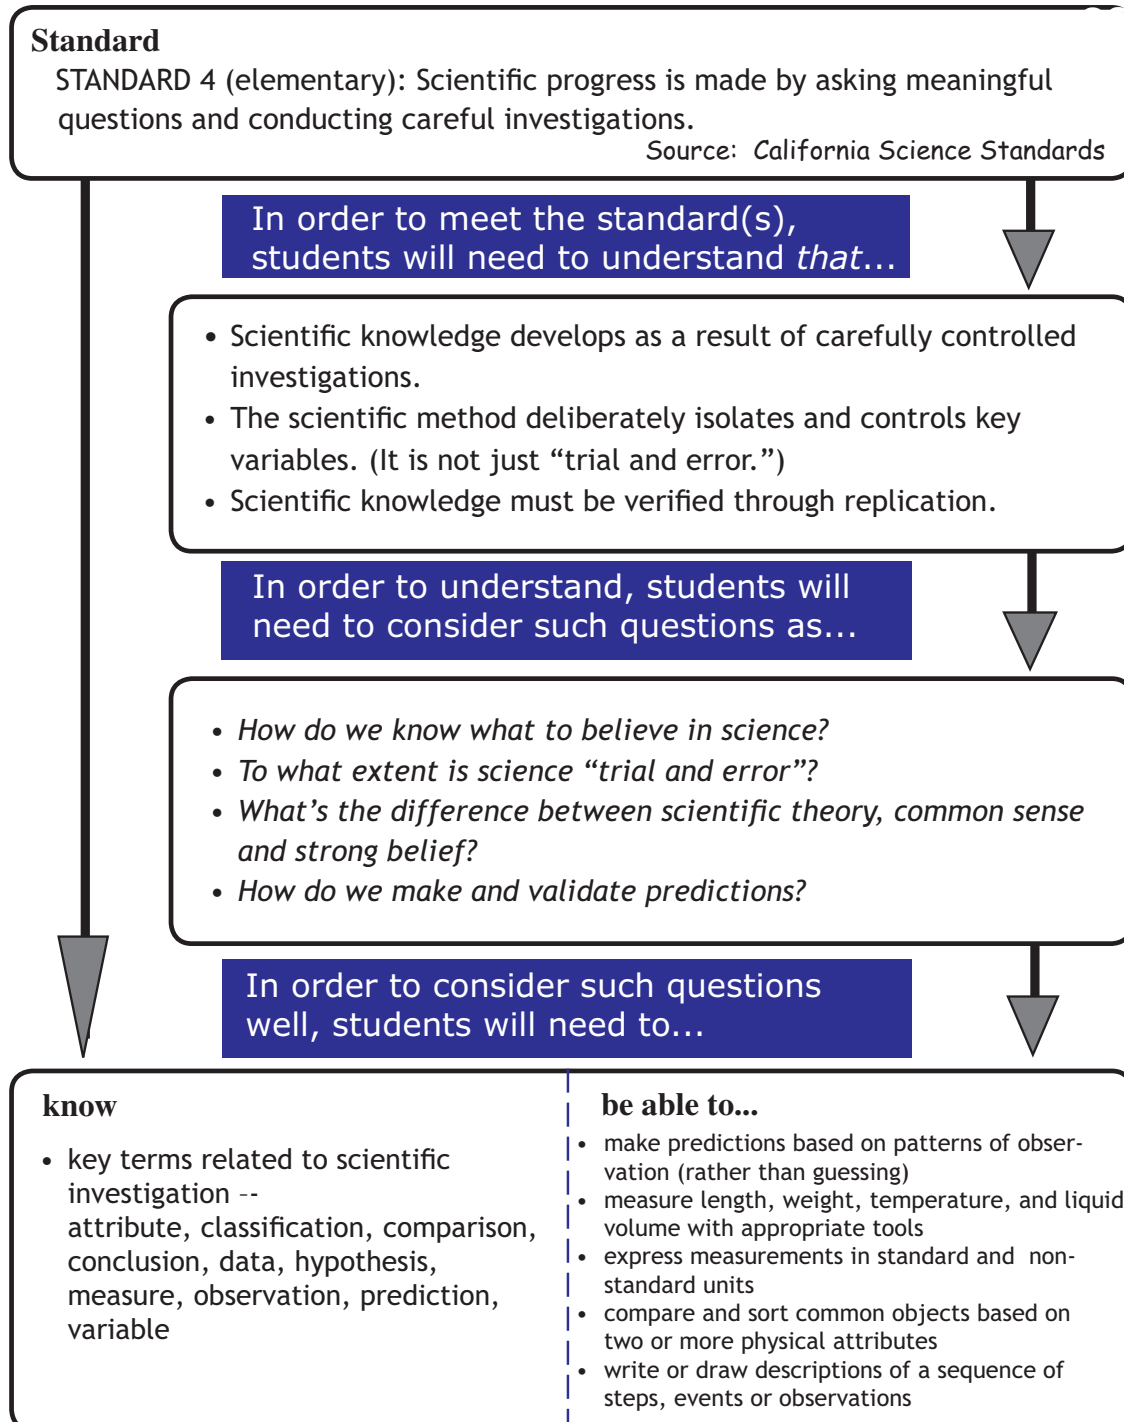 Standard
STANDARD 4 (elementary): Scientific progress is made by asking meaningful
questions and conducting careful investigations.
Source: California Science Standards
In order to meet the standard(s),
students will need to understand that...
• Scientific knowledge develops as a result of carefully controlled
investigations.
• The scientific method deliberately isolates and controls key
variables. (It is not just “trial and error.”)
• Scientific knowledge must be verified through replication.
In order to understand, students will
need to consider such questions as...
• How do we know what to believe in science?
• To what extent is science “trial and error”?
• What’s the difference between scientific theory, common sense
and strong belief?
• How do we make and validate predictions?
In order to consider such questions
well, students will need to...
know
• key terms related to scientific
investigation --
attribute, classification, comparison,
conclusion, data, hypothesis,
measure, observation, prediction,
variable
be able to...
• make predictions based on patterns of obser-
vation (rather than guessing)
• measure length, weight, temperature, and liquid
volume with appropriate tools
• express measurements in standard and non-
standard units
• compare and sort common objects based on
two or more physical attributes
• write or draw descriptions of a sequence of
steps, events or observations